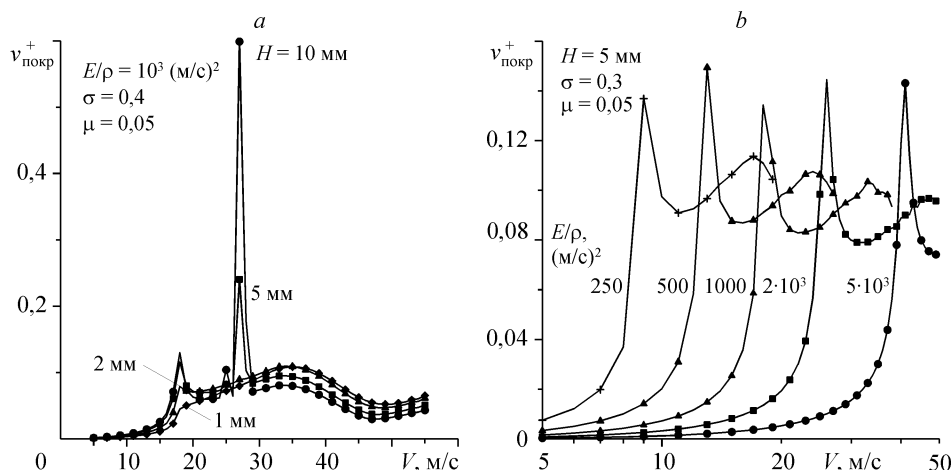 a
v⁺покр
H = 10 мм
E/ρ = 10³ (м/с)²
σ = 0,4
μ = 0,05
0,4
5 мм
0,2
2 мм
1 мм
0 10 20 30 40 V, м/с
b
v⁺покр
H = 5 мм
σ = 0,3
μ = 0,05
0,12
0,08
E/ρ,
(м/с)²
250 500 1000 2·10³ 5·10³
0,04
0
5 10 20 V, м/с 50